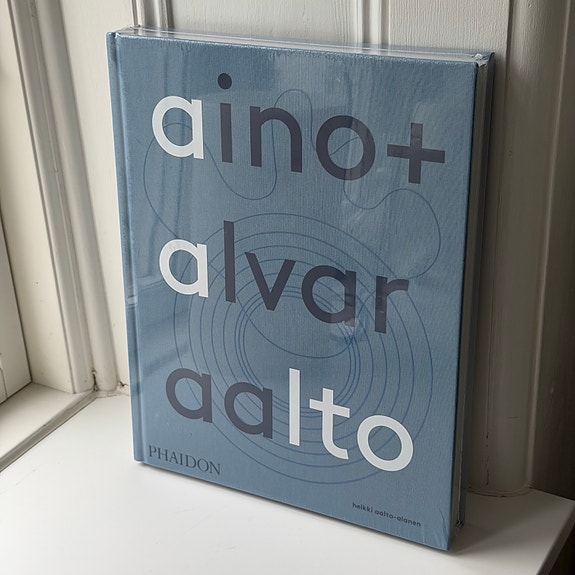 aino+
alvar
aalto
PHAIDON
heikki aalto-alanen